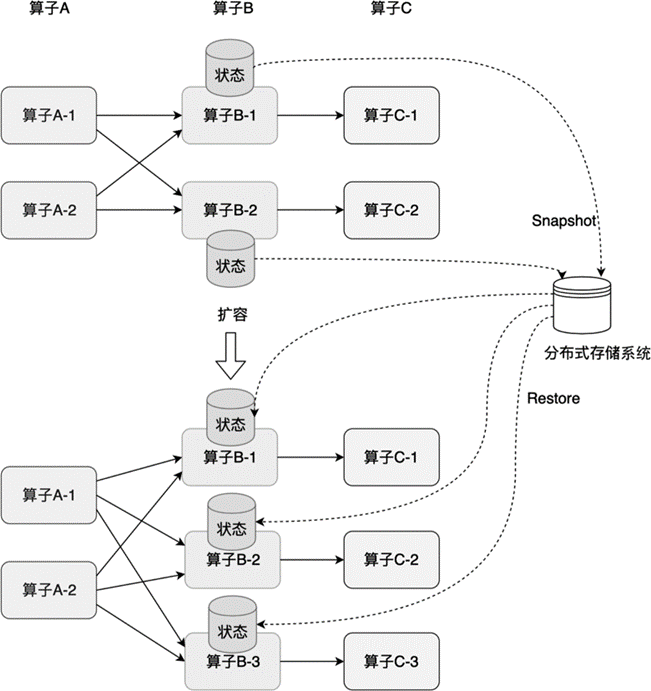 算子A
算子B
算子C
状态
算子A-1
算子B-1
算子C-1
算子A-2
算子B-2
算子C-2
状态
Snapshot
扩容
分布式存储系统
Restore
状态
算子B-1
算子C-1
算子A-1
状态
算子B-2
算子C-2
算子A-2
状态
算子B-3
算子C-3